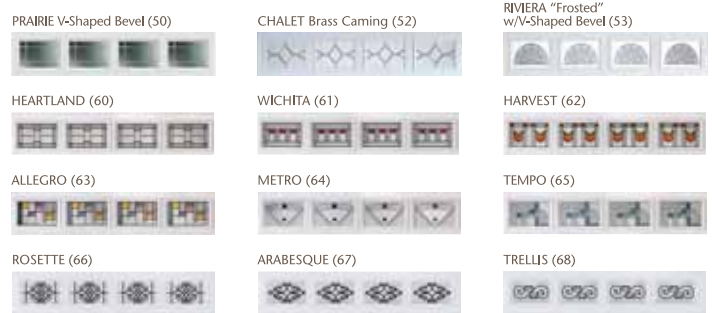 PRAIRIE V-Shaped Bevel (50)
CHALET Brass Caming (52)
RIVIERA "Frosted"
w/V-Shaped Bevel (53)
HEARTLAND (60)
WICHITA (61)
HARVEST (62)
ALLEGRO (63)
METRO (64)
TEMPO (65)
ROSETTE (66)
ARABESQUE (67)
TRELLIS (68)